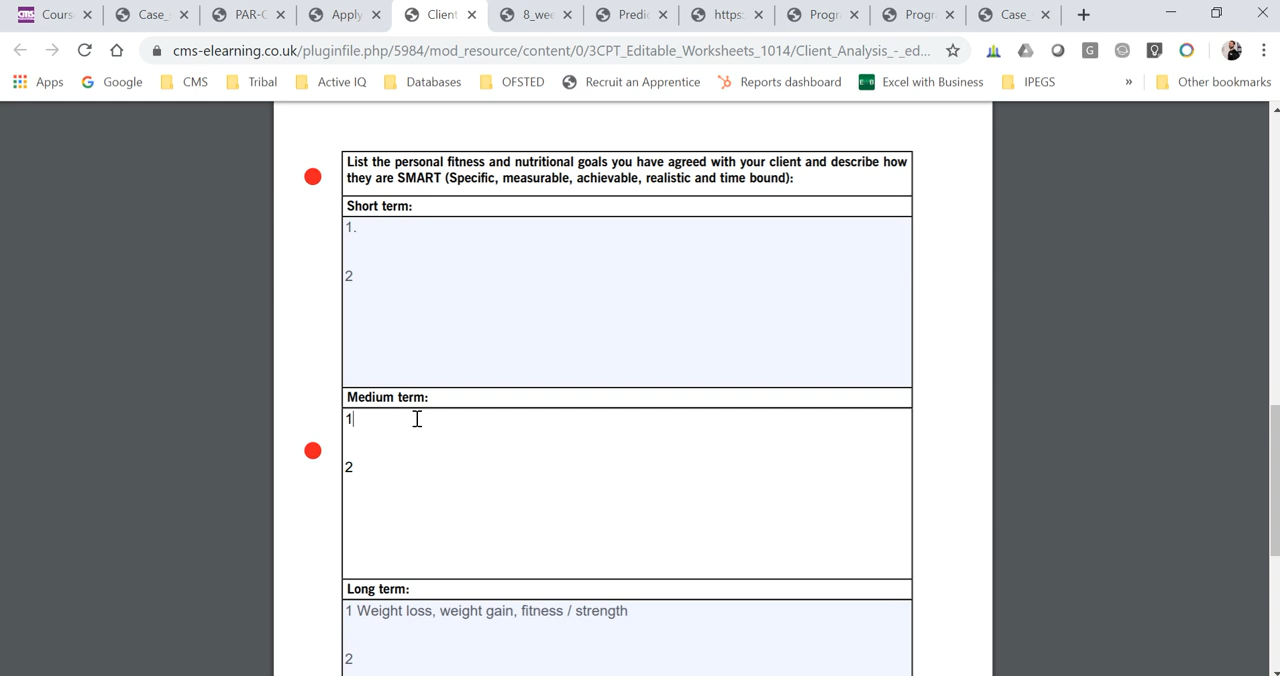 Cours
Case_
PAR-C
Apply
Client
8_wee
Predic
https:
Progr
Progr
Case_
cms-elearning.co.uk/pluginfile.php/5984/mod_resource/content/0/3CPT_Editable_Worksheets_1014/Client_Analysis_-_ed...
Apps
Google
CMS
Tribal
Active IQ
Databases
OFSTED
Recruit an Apprentice
Reports dashboard
Excel with Business
IPEGS
»
Other bookmarks
List the personal fitness and nutritional goals you have agreed with your client and describe how
they are SMART (Specific, measurable, achievable, realistic and time bound):
Short term:
1.
2
Medium term:
1
2
Long term:
1 Weight loss, weight gain, fitness / strength
2